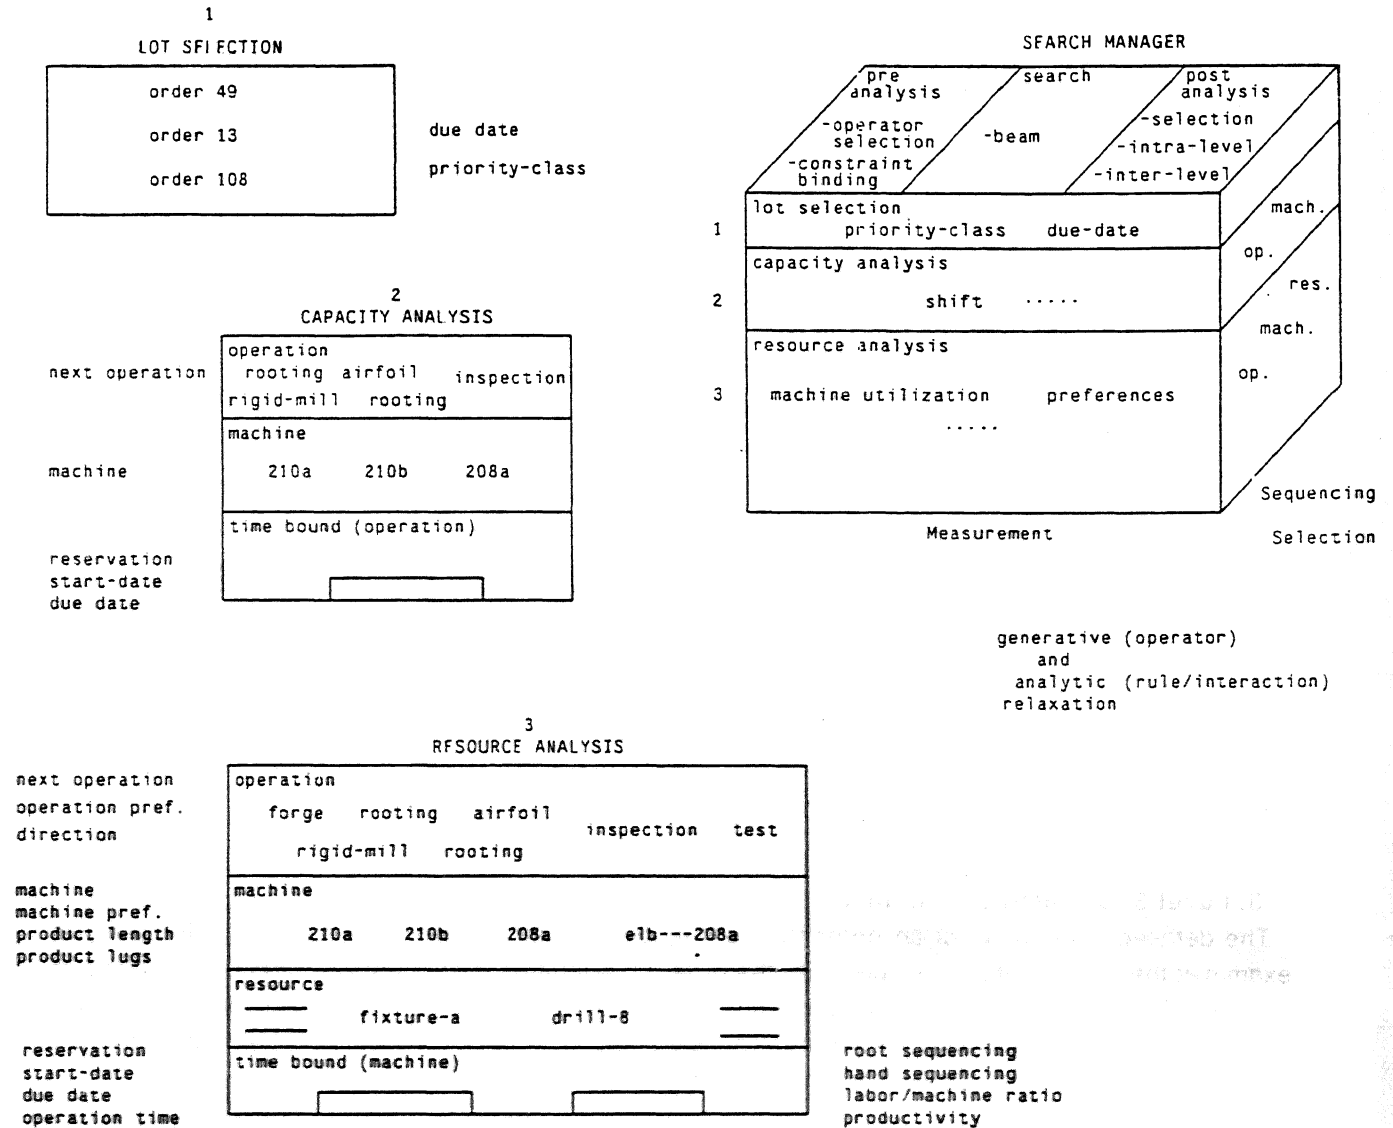 1
LOT SELECTION
order 49
order 13
order 108
due date
priority-class
SEARCH MANAGER
pre
analysis
-operator
selection
-constraint
binding
search
-beam
post
analysis
-selection
-intra-level
-inter-level
1
lot selection
priority-class due-date
2
capacity analysis
shift .....
3
resource analysis
machine utilization preferences
.....
mach.
op.
res.
mach.
op.
Sequencing
Measurement
Selection
generative (operator)
and
analytic (rule/interaction)
relaxation
2
CAPACITY ANALYSIS
next operation
operation
rooting airfoil inspection
rigid-mill rooting
machine
machine
210a 210b 208a
time bound (operation)
reservation
start-date
due date
3
RESOURCE ANALYSIS
next operation
operation pref.
direction
operation
forge rooting airfoil
inspection test
rigid-mill rooting
machine
machine pref.
product length
product lugs
machine
210a 210b 208a elb---208a
resource
fixture-a drill-8
reservation
start-date
due date
operation time
time bound (machine)
root sequencing
hand sequencing
labor/machine ratio
productivity